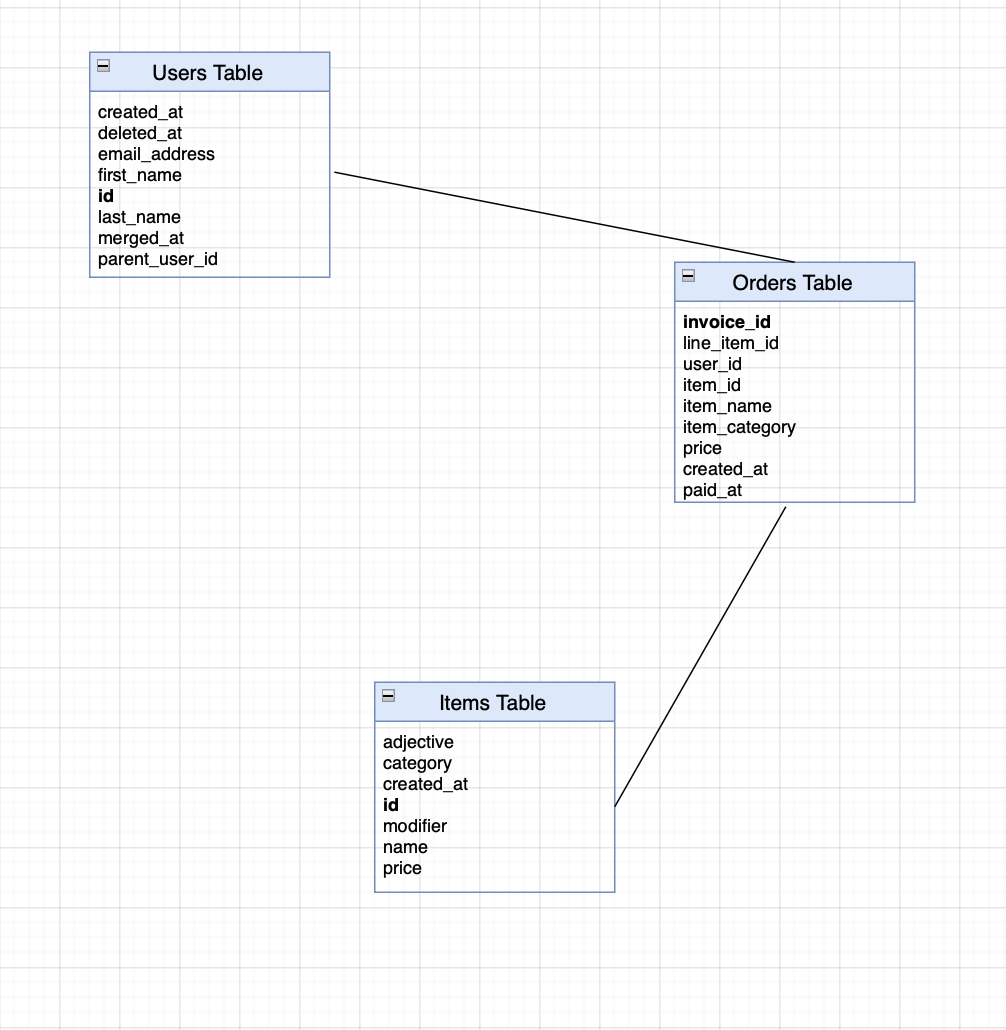 Users Table
created_at
deleted_at
email_address
first_name
id
last_name
merged_at
parent_user_id
Orders Table
invoice_id
line_item_id
user_id
item_id
item_name
item_category
price
created_at
paid_at
Items Table
adjective
category
created_at
id
modifier
name
price